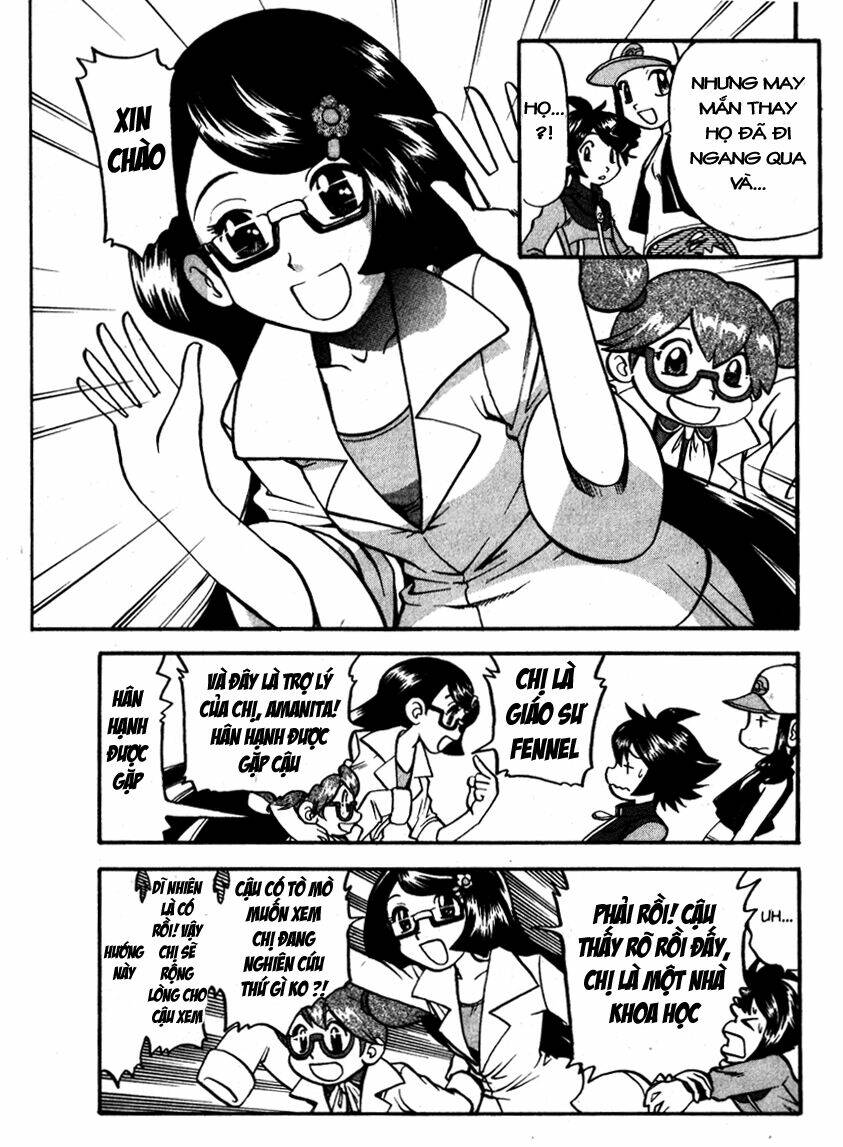 NHƯNG MAY
MẮN THAY
HỌ ĐÃ ĐI
NGANG QUA
VÀ...
HỌ...
?!
XIN
CHÀO
CHỊ LÀ
GIÁO SƯ
FENNEL
VÀ ĐÂY LÀ TRỢ LÝ
CỦA CHỊ, AMANITA!
HÂN HẠNH ĐƯỢC
GẶP CẬU
HÂN
HẠNH
ĐƯỢC
GẶP
UH...
PHẢI RỒI! CẬU
THẤY RÕ RỒI ĐẤY,
CHỊ LÀ MỘT NHÀ
KHOA HỌC
CẬU CÓ TÒ MÒ
MUỐN XEM
CHỊ ĐANG
NGHIÊN CỨU
THỨ GÌ KO ?!
DĨ NHIÊN
LÀ CÓ
RỒI! VẬY
CHỊ SẼ
RỘNG
LÒNG CHO
CẬU XEM
HƯỚNG
NÀY